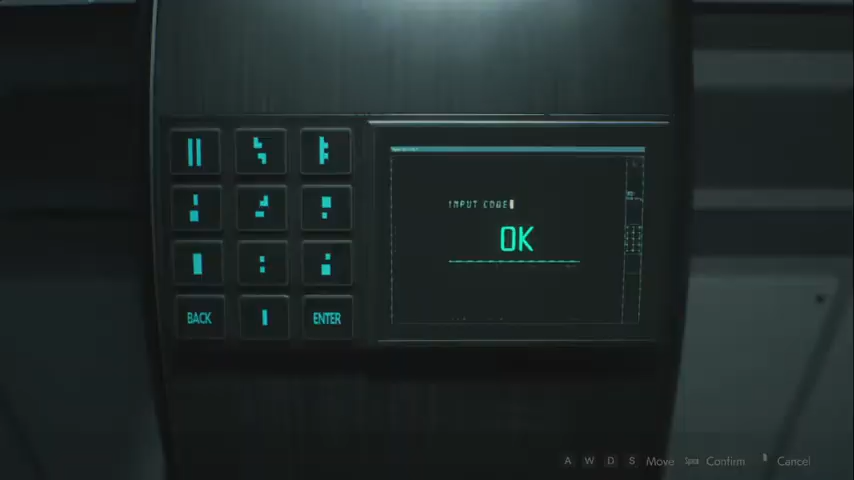 INPUT CODE
OK
BACK
ENTER
A W D S Move Space Confirm Cancel